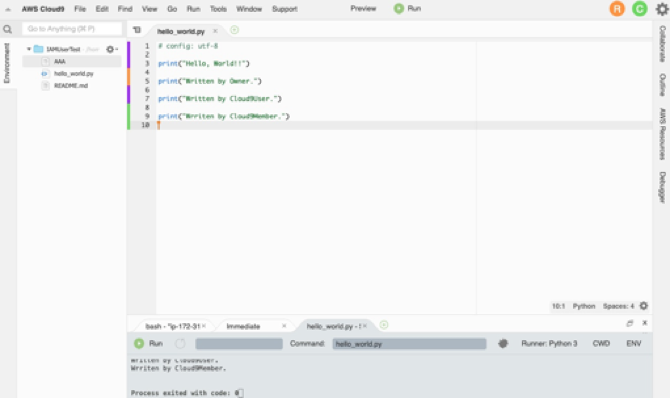 AWS Cloud9 File Edit Find View Go Run Tools Window Support Preview Run R C
Go to Anything (⌘ P)
hello_world.py
Environment
IAMUserTest
AAA
hello_world.py
README.md
1 # config: utf-8
2
3 print("Hello, World!!")
4
5 print("Written by Owner.")
6
7 print("Written by Cloud9User.")
8
9 print("Wrriten by Cloud9Member.")
10
Collaborate
Outline
AWS Resources
Debugger
10:1 Python Spaces: 4
bash - "ip-172-31 Immediate hello_world.py -
Run Command: hello_world.py Runner: Python 3 CWD ENV
Written by Cloud9User.
Wrriten by Cloud9Member.
Process exited with code: 0